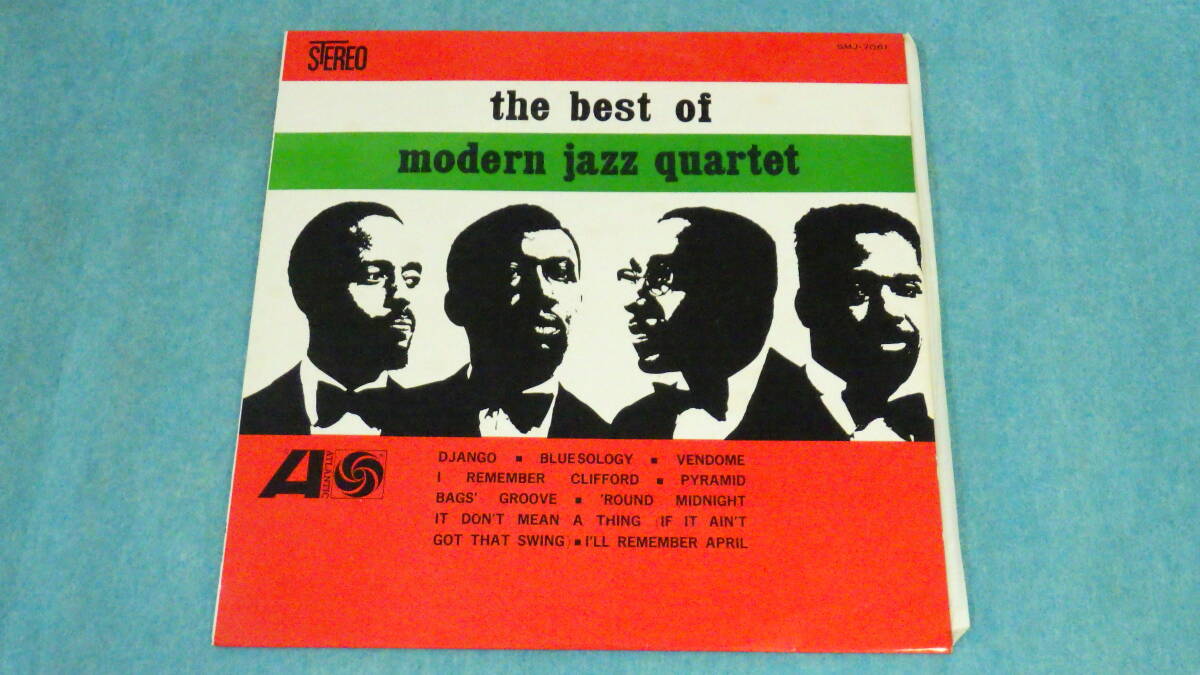 STEREO
SMJ-7061
the best of
modern jazz quartet
ATLANTIC
DJANGO ■ BLUESOLOGY ■ VENDOME
I REMEMBER CLIFFORD ■ PYRAMID
BAGS' GROOVE ■ 'ROUND MIDNIGHT
IT DON'T MEAN A THING (IF IT AIN'T
GOT THAT SWING) ■ I'LL REMEMBER APRIL